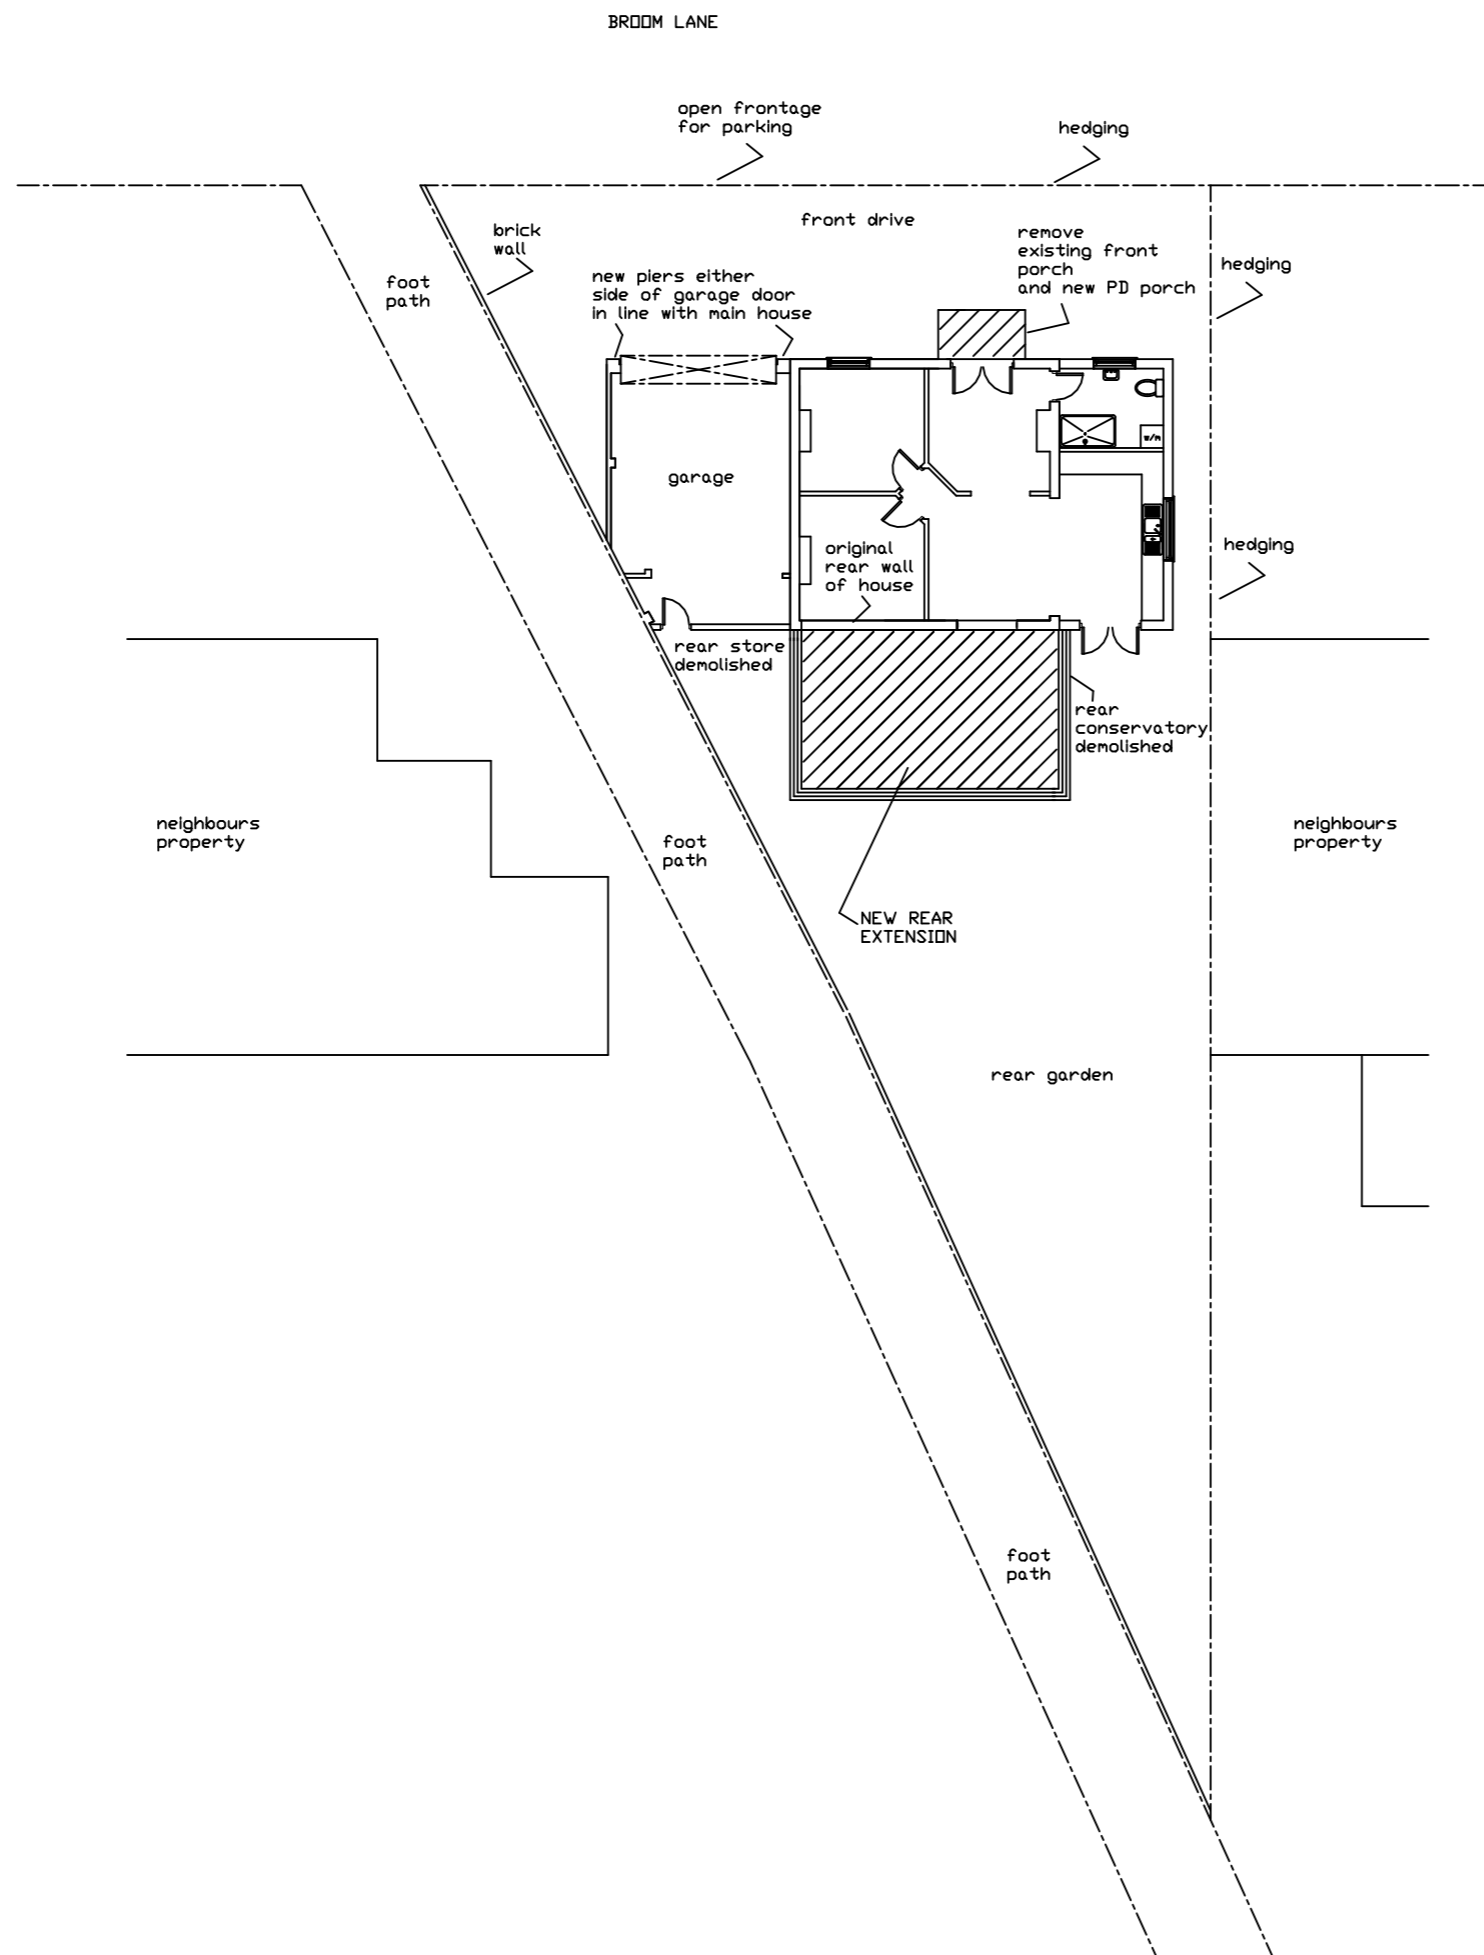 BROOM LANE
open frontage
for parking
hedging
front drive
brick
wall
remove
existing front
porch
and new PD porch
hedging
foot
path
new piers either
side of garage door
in line with main house
w/m
garage
original
rear wall
of house
hedging
rear store
demolished
rear
conservatory
demolished
neighbours
property
foot
path
neighbours
property
NEW REAR
EXTENSION
rear garden
foot
path